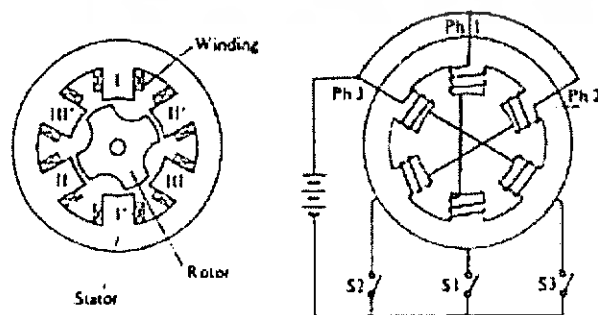 Winding
I
III'
II'
II
III
I'
Rotor
Stator
Ph 1
Ph 3
Ph 2
S2
S1
S3